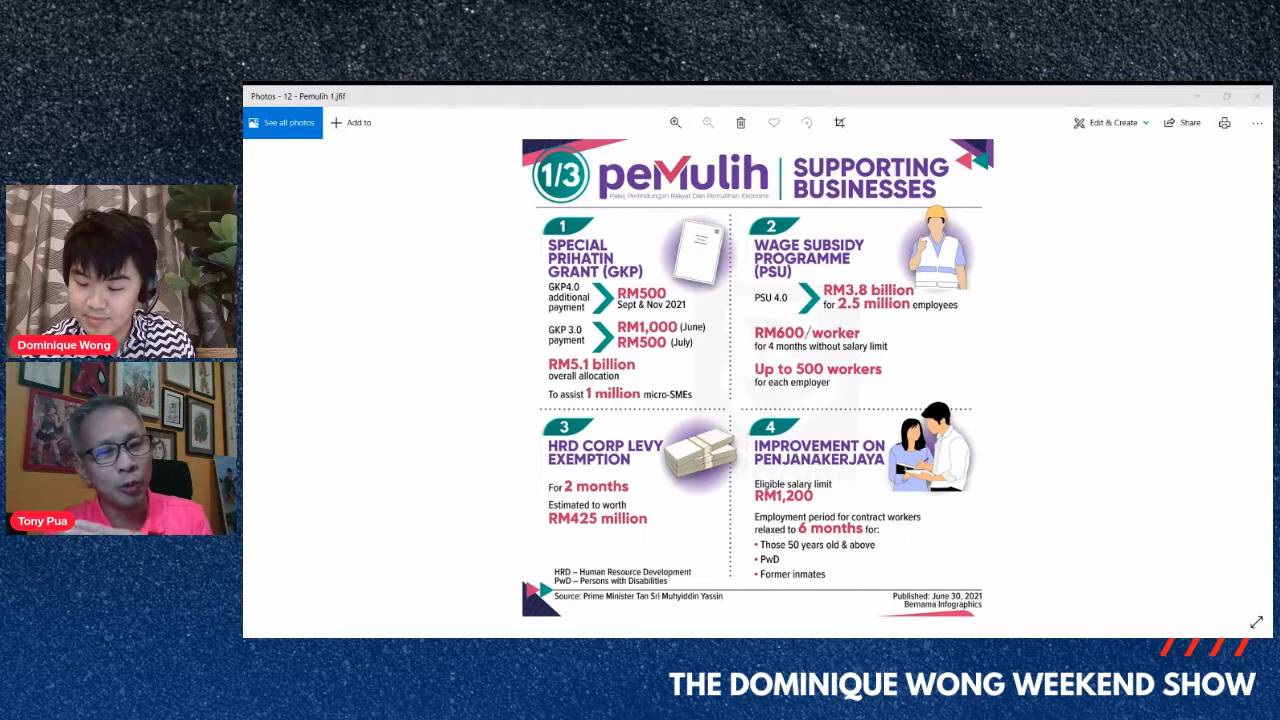 Photos - 12 - Pemulih 1.jfif
See all photos
Add to
Edit & Create
Share
1/3
peMulih
Pakej Perlindungan Rakyat Dan Pemulihan Ekonomi
SUPPORTING
BUSINESSES
1
SPECIAL
PRIHATIN
GRANT (GKP)
GKP4.0
additional
payment
RM500
Sept & Nov 2021
GKP 3.0
payment
RM1,000 (June)
RM500 (July)
RM5.1 billion
overall allocation
To assist 1 million micro-SMEs
2
WAGE SUBSIDY
PROGRAMME
(PSU)
PSU 4.0
RM3.8 billion
for 2.5 million employees
RM600/worker
for 4 months without salary limit
Up to 500 workers
for each employer
3
HRD CORP LEVY
EXEMPTION
For 2 months
Estimated to worth
RM425 million
4
IMPROVEMENT ON
PENJANAKERJAYA
Eligible salary limit
RM1,200
Employment period for contract workers
relaxed to 6 months for:
• Those 50 years old & above
• PwD
• Former inmates
HRD – Human Resource Development
PwD – Persons with Disabilities
Source: Prime Minister Tan Sri Muhyiddin Yassin
Published: June 30, 2021
Bernama Infographics
Dominique Wong
Tony Pua
THE DOMINIQUE WONG WEEKEND SHOW